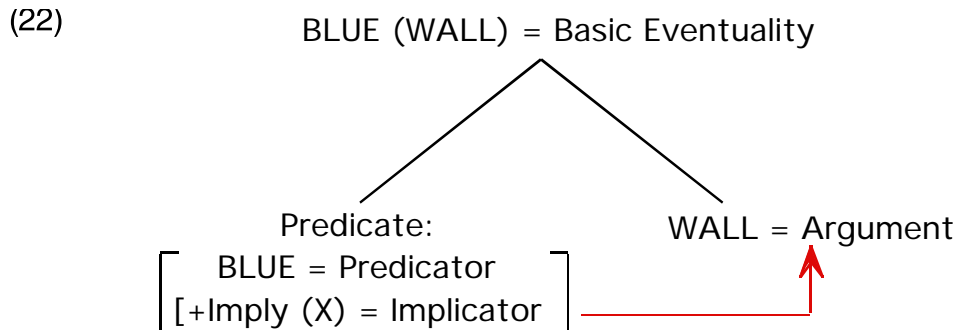 (22)
BLUE (WALL) = Basic Eventuality
Predicate:
WALL = Argument
BLUE = Predicator
[+Imply (X) = Implicator